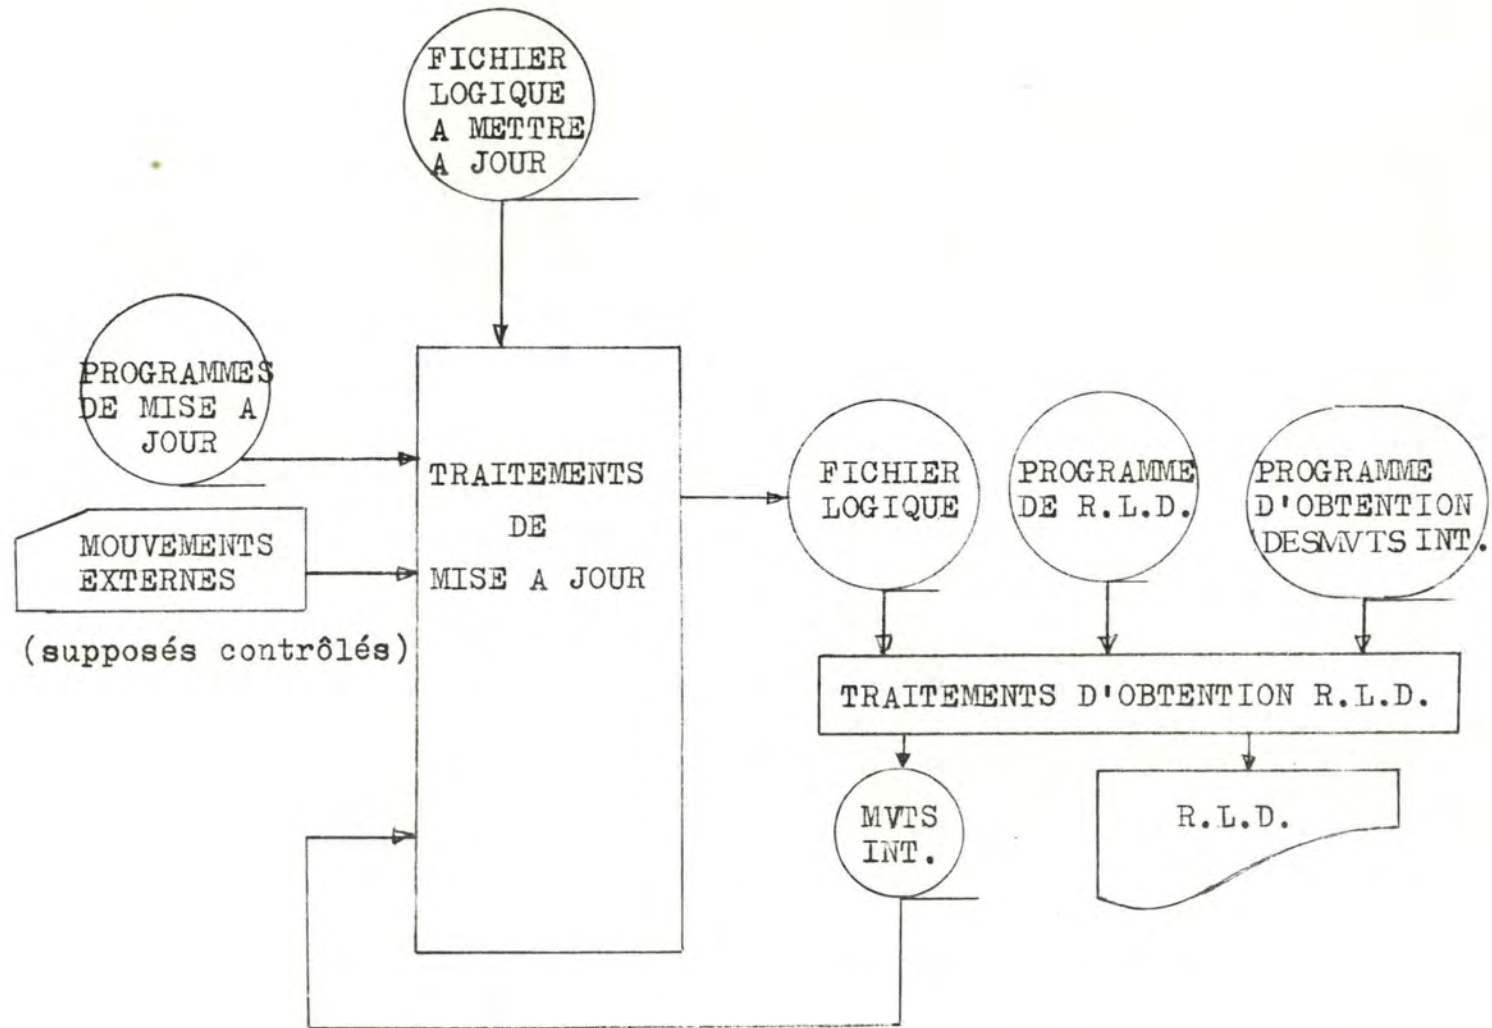 FICHIER
LOGIQUE
A METTRE
A JOUR
PROGRAMMES
DE MISE A
JOUR
MOUVEMENTS
EXTERNES
(supposés contrôlés)
TRAITEMENTS
DE
MISE A JOUR
FICHIER
LOGIQUE
PROGRAMME
DE R.L.D.
PROGRAMME
D'OBTENTION
DESMVTS INT.
TRAITEMENTS D'OBTENTION R.L.D.
MVTS
INT.
R.L.D.